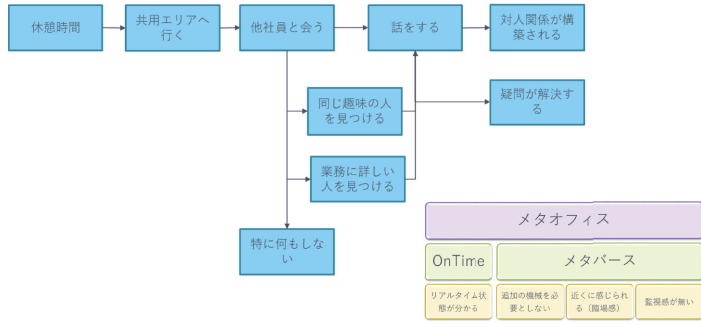 休憩時間
共用エリアへ
行く
他社員と会う
話をする
対人関係が構
築される
同じ趣味の人
を見つける
疑問が解決す
る
業務に詳しい
人を見つける
特に何もしな
い
メタオフィス
OnTime
メタバース
リアルタイム状
態が分かる
追加の機械を必
要としない
近くに感じられ
る（臨場感）
監視感が無い